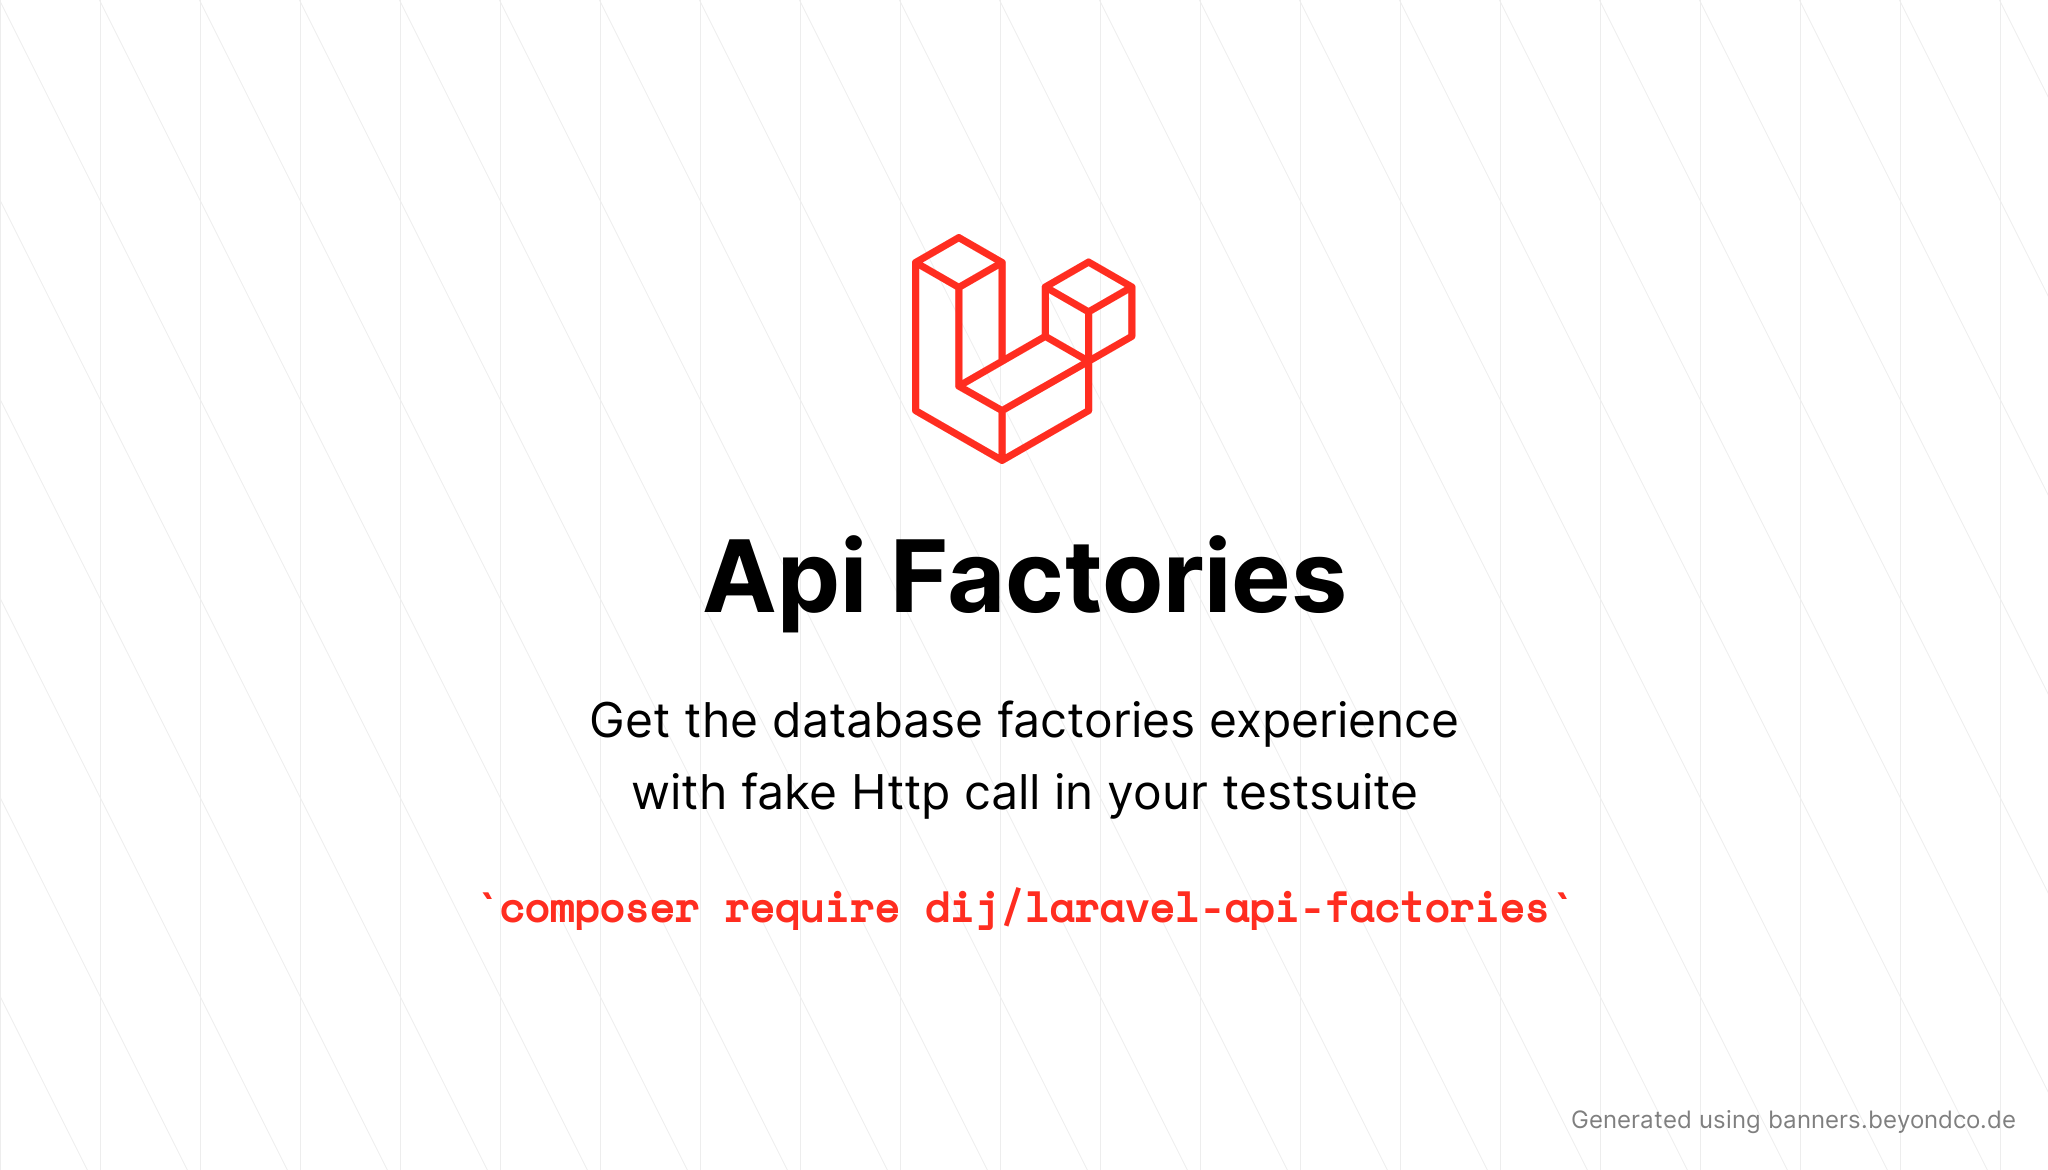 Api Factories
Get the database factories experience
with fake Http call in your testsuite
`composer require dij/laravel-api-factories`
Generated using banners.beyondco.de